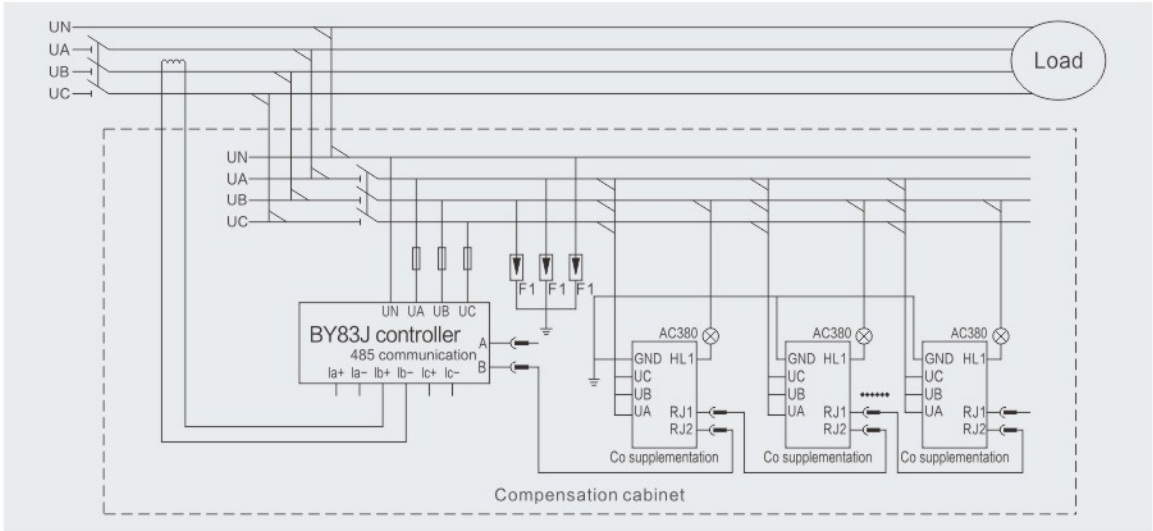 UN
UA
UB
UC
Load
UN
UA
UB
UC
F1 F1 F1
UN UA UB UC
BY83J controller
485 communication
A
B
Ia+ Ia- Ib+ Ib- Ic+ Ic-
AC380
GND HL1
UC
UB
UA
RJ1
RJ2
Co supplementation
AC380
GND HL1
UC
UB
UA
RJ1
RJ2
Co supplementation
AC380
GND HL1
UC
UB
UA
RJ1
RJ2
Co supplementation
Compensation cabinet